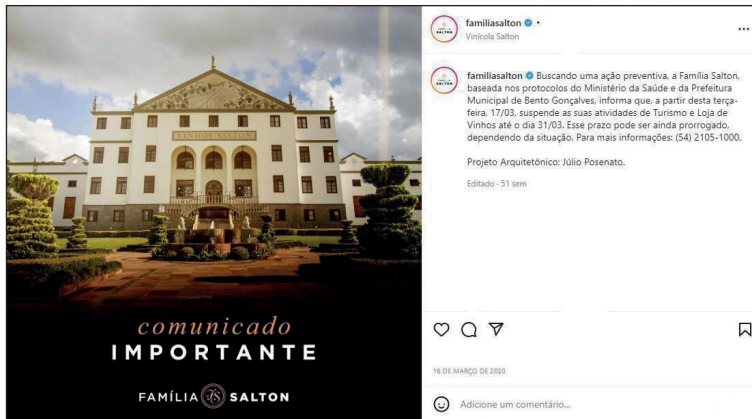 VINHOS SALTON
comunicado
IMPORTANTE
FAMÍLIA SALTON
familiasalton •
Vinícola Salton
familiasalton Buscando uma ação preventiva, a Família Salton,
baseada nos protocolos do Ministério da Saúde e da Prefeitura
Municipal de Bento Gonçalves, informa que, a partir desta terça-
feira, 17/03, suspende as suas atividades de Turismo e Loja de
Vinhos até o dia 31/03. Esse prazo pode ser ainda prorrogado,
dependendo da situação. Para mais informações: (54) 2105-1000.
Projeto Arquitetônico: Júlio Posenato.
Editado · 51 sem
16 DE MARÇO DE 2020
Adicione um comentário...